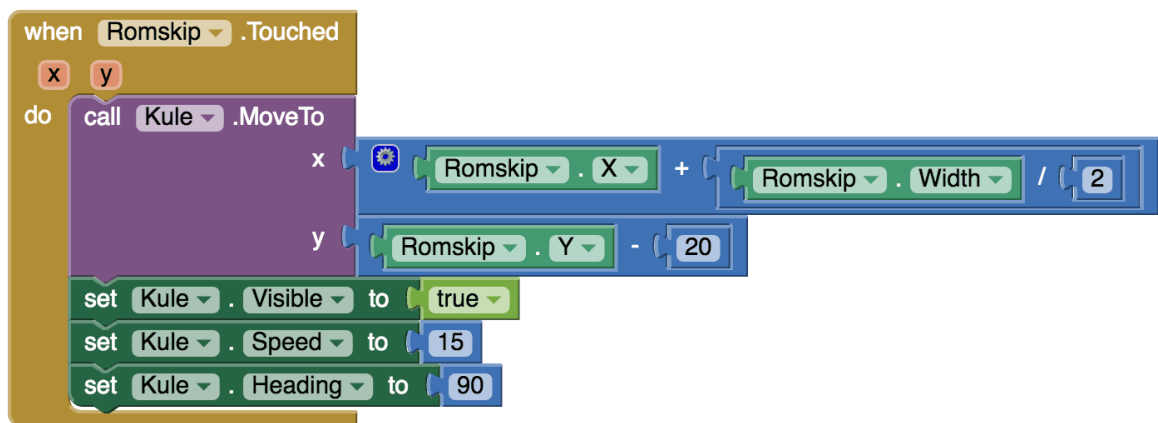 when Romskip .Touched
x y
do call Kule .MoveTo
x Romskip . X + Romskip . Width / 2
y Romskip . Y - 20
set Kule . Visible to true
set Kule . Speed to 15
set Kule . Heading to 90